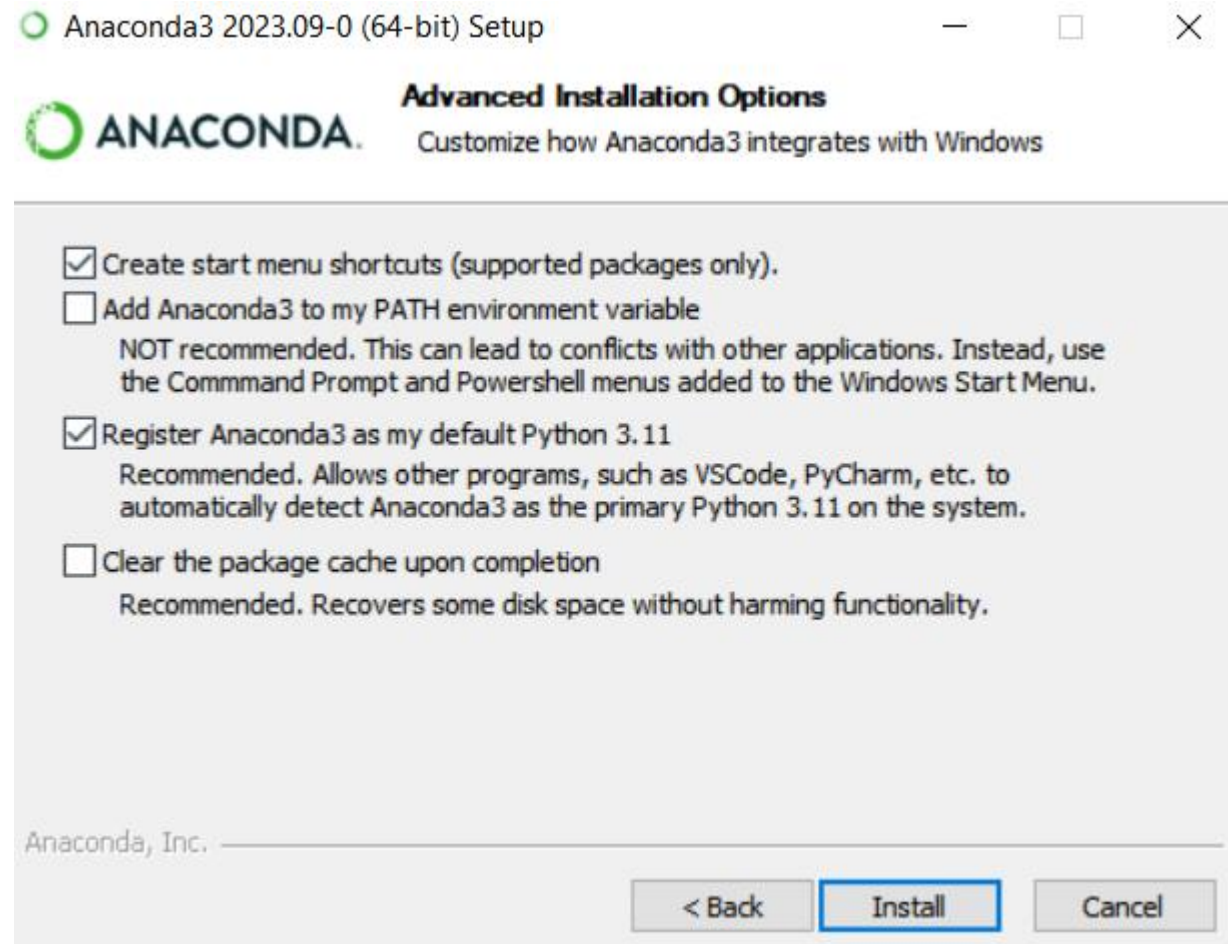 Anaconda3 2023.09-0 (64-bit) Setup
ANACONDA.
Advanced Installation Options
Customize how Anaconda3 integrates with Windows
Create start menu shortcuts (supported packages only).
Add Anaconda3 to my PATH environment variable
NOT recommended. This can lead to conflicts with other applications. Instead, use
the Commmand Prompt and Powershell menus added to the Windows Start Menu.
Register Anaconda3 as my default Python 3.11
Recommended. Allows other programs, such as VSCode, PyCharm, etc. to
automatically detect Anaconda3 as the primary Python 3.11 on the system.
Clear the package cache upon completion
Recommended. Recovers some disk space without harming functionality.
Anaconda, Inc.
< Back
Install
Cancel